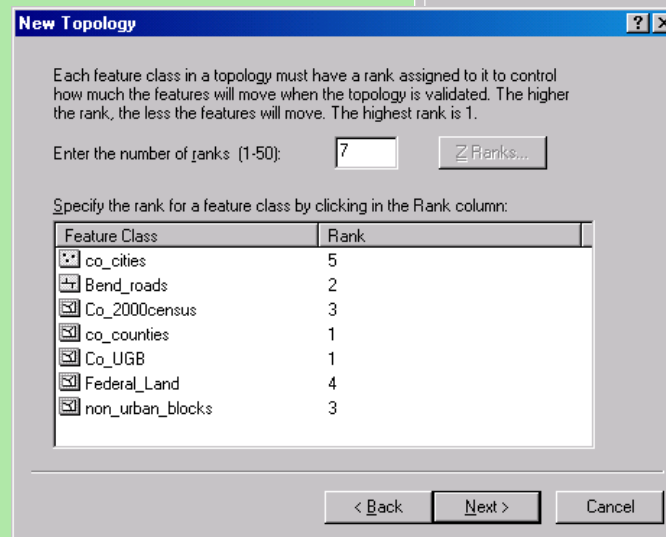 New Topology
Each feature class in a topology must have a rank assigned to it to control
how much the features will move when the topology is validated. The higher
the rank, the less the features will move. The highest rank is 1.
Enter the number of ranks (1-50): 7 Z Ranks...
Specify the rank for a feature class by clicking in the Rank column:
Feature Class Rank
co_cities 5
Bend_roads 2
Co_2000census 3
co_counties 1
Co_UGB 1
Federal_Land 4
non_urban_blocks 3
< Back Next > Cancel